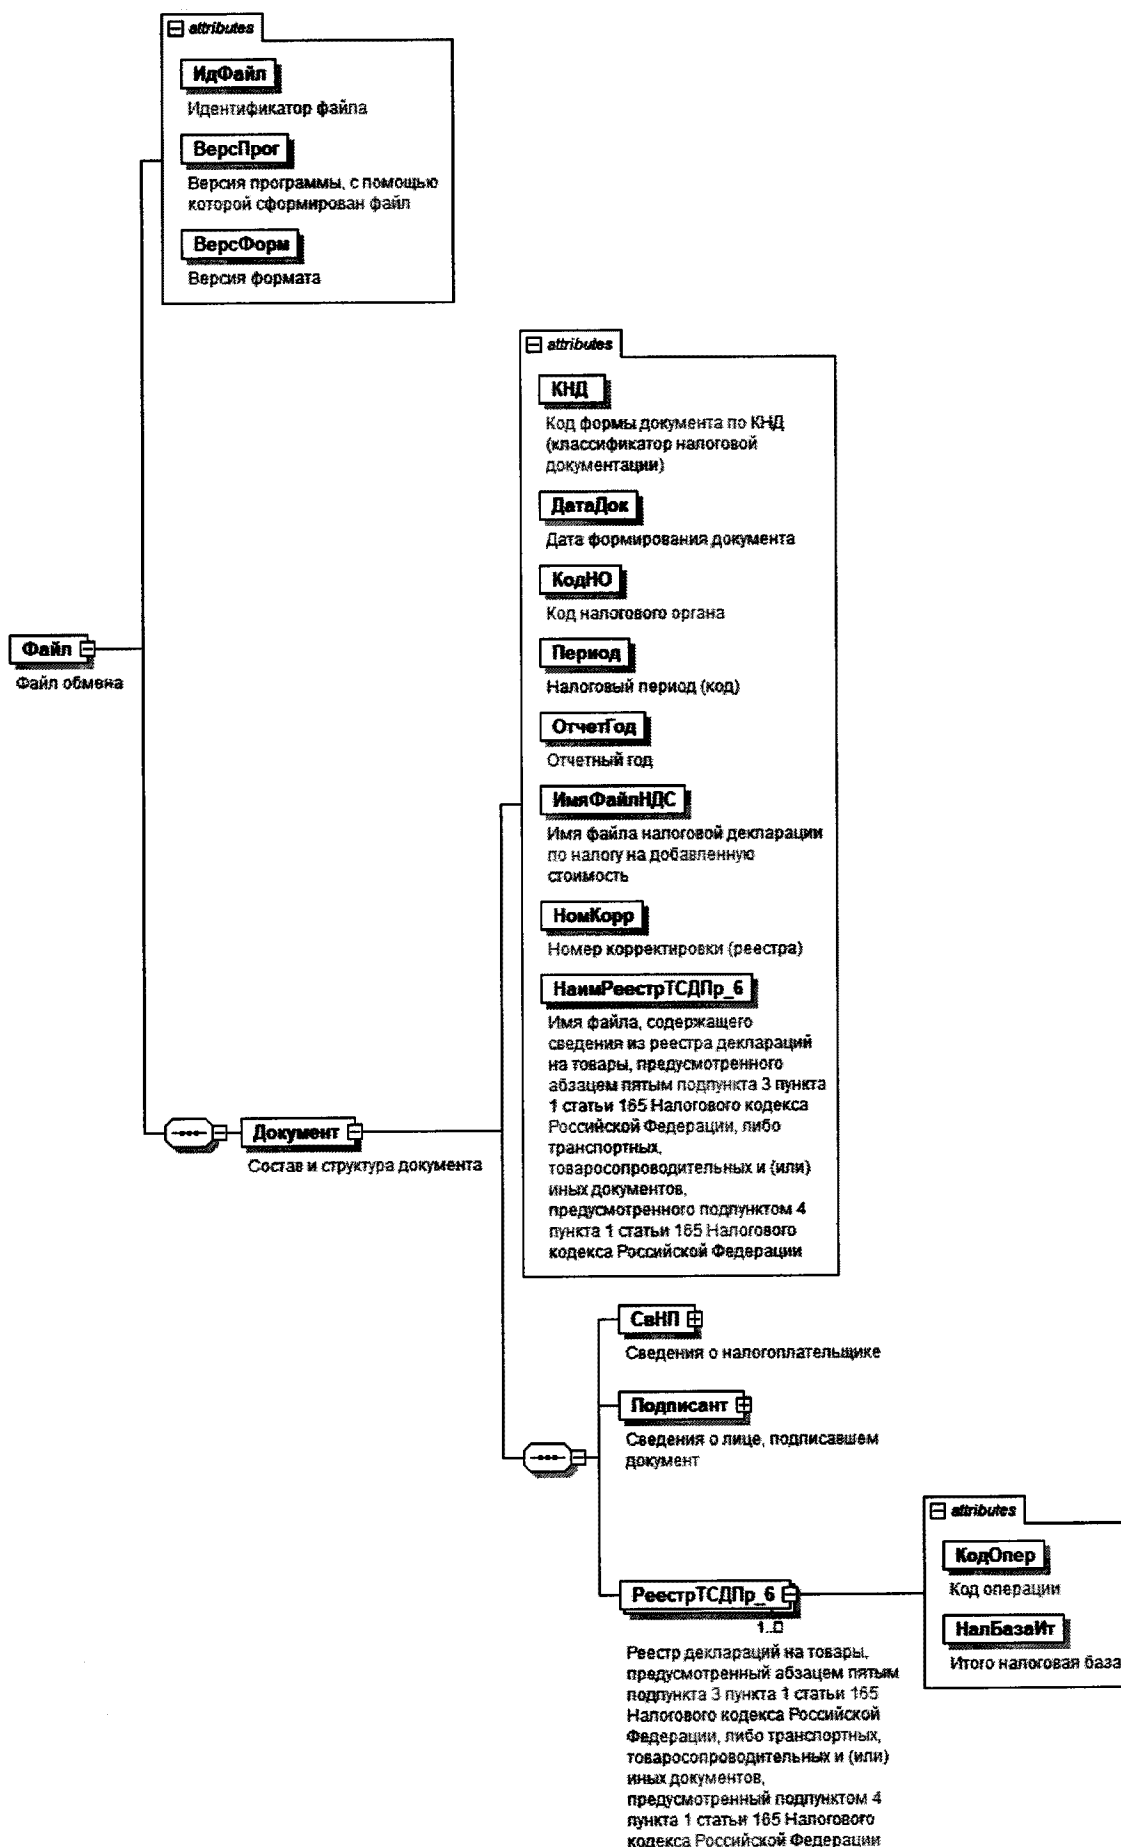 attributes
ИдФайл
Идентификатор файла
ВерсПрог
Версия программы, с помощью
которой сформирован файл
ВерсФорм
Версия формата
attributes
КНД
Код формы документа по КНД
(классификатор налоговой
документации)
ДатаДок
Дата формирования документа
КодНО
Код налогового органа
Период
Налоговый период (код)
ОтчетГод
Отчетный год
ИмяФайлНДС
Имя файла налоговой декларации
по налогу на добавленную
стоимость
НомКорр
Номер корректировки (реестра)
НаимРеестрТСДПр_6
Имя файла, содержащего
сведения из реестра деклараций
на товары, предусмотренного
абзацем пятым подпункта 3 пункта
1 статьи 165 Налогового кодекса
Российской Федерации, либо
транспортных,
товаросопроводительных и (или)
иных документов,
предусмотренного подпунктом 4
пункта 1 статьи 165 Налогового
кодекса Российской Федерации
Файл
Файл обмена
Документ
Состав и структура документа
СвНП
Сведения о налогоплательщике
Подписант
Сведения о лице, подписавшем
документ
РеестрТСДПр_6
Реестр деклараций на товары,
предусмотренный абзацем пятым
подпункта 3 пункта 1 статьи 165
Налогового кодекса Российской
Федерации, либо транспортных,
товаросопроводительных и (или)
иных документов,
предусмотренный подпунктом 4
пункта 1 статьи 165 Налогового
кодекса Российской Федерации
attributes
КодОпер
Код операции
НалБазаИт
Итого налоговая база